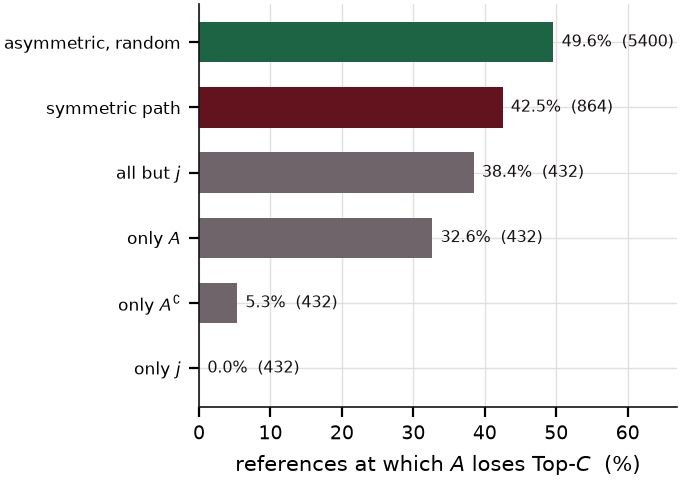 asymmetric, random 49.6% (5400)
symmetric path 42.5% (864)
all but j 38.4% (432)
only A 32.6% (432)
only A∁ 5.3% (432)
only j 0.0% (432)
0 10 20 30 40 50 60
references at which A loses Top-C (%)